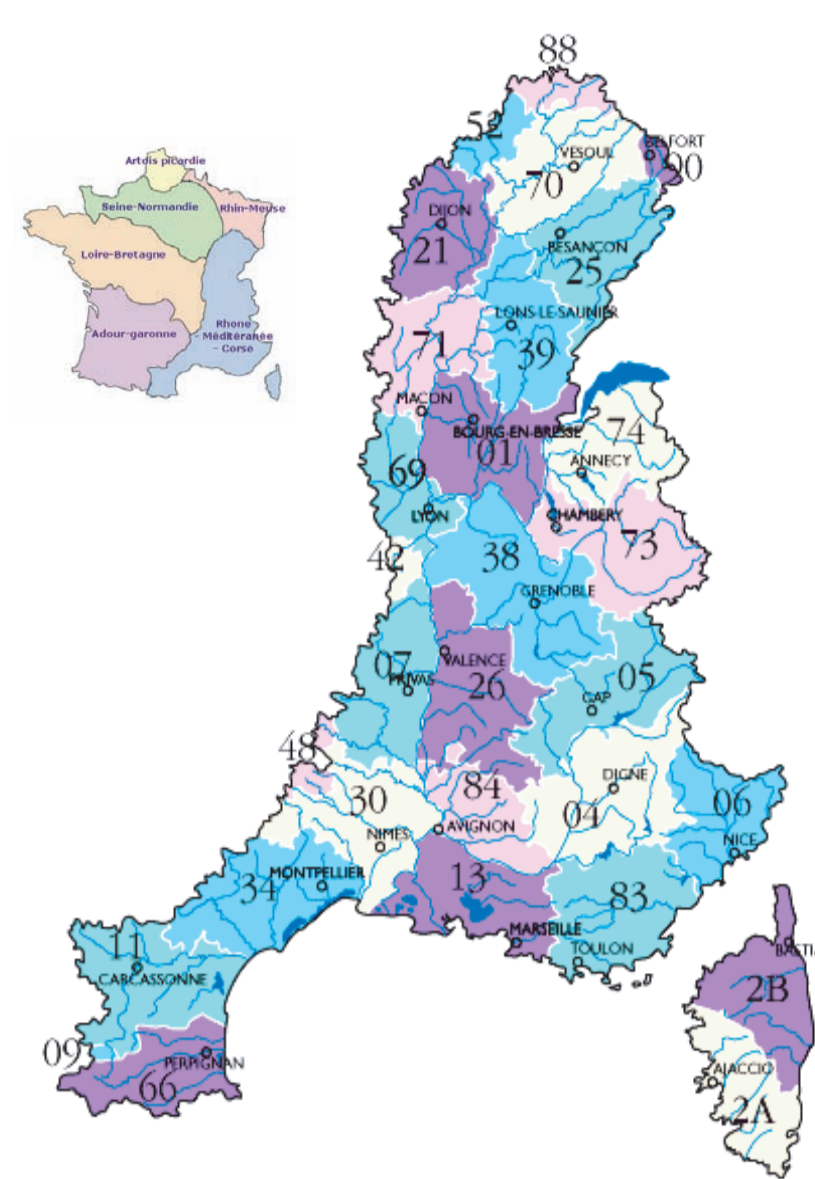 88
52
BELFORT
90
VESOUL
70
Artois picardie
Seine-Normandie
Rhin-Meuse
Loire-Bretagne
Adour-garonne
Rhone
- Méditéranée
- Corse
DIJON
21
BESANCON
25
LONS-LE-SAUNIER
39
71
MACON
BOURG-EN-BRESSE
01
74
ANNECY
69
LYON
CHAMBERY
73
42
38
GRENOBLE
07
PRIVAS
VALENCE
26
05
GAP
48
30
NIMES
84
AVIGNON
DIGNE
04
06
NICE
34
MONTPELLIER
13
MARSEILLE
83
TOULON
11
CARCASSONNE
09
PERPIGNAN
66
BASTI
2B
AJACCIO
2A